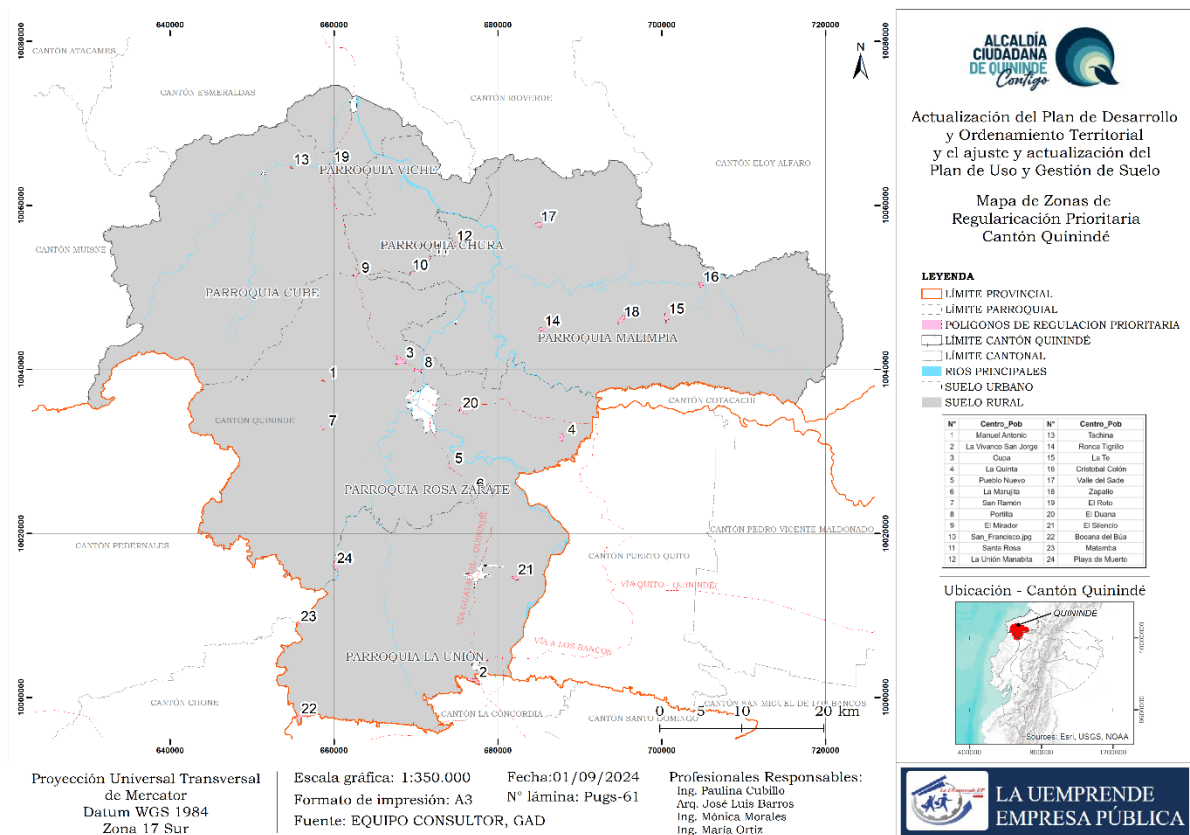 640000 660000 680000 700000 720000
10080000 10080000
10060000 10060000
10040000 10040000
10020000 10020000
10000000 10000000
640000 660000 680000 700000 720000
N
CANTÓN ATACAMES
CANTÓN ESMERALDAS
CANTÓN RIOVERDE
CANTÓN ELOY ALFARO
CANTÓN MUISNE
CANTÓN COTACACHI
CANTÓN QUININDÉ
CANTÓN PEDERNALES
CANTÓN PEDRO VICENTE MALDONADO
CANTÓN PUERTO QUITO
CANTÓN CHONE
CANTÓN LA CONCORDIA
CANTÓN SANTO DOMINGO
CANTÓN SAN MIGUEL DE LOS BANCOS
PARROQUIA VICHE
PARROQUIA CHURA
PARROQUIA CUBE
PARROQUIA MALIMPIA
PARROQUIA ROSA ZARATE
PARROQUIA LA UNIÓN
VÍA QUITO - QUININDÉ
VÍA A LOS BANCOS
13
19
17
12
10
9
16
15
18
14
3
8
1
20
7
4
5
6
24
21
23
2
22
0 5 10 20 km
ALCALDÍA
CIUDADANA
DE QUININDÉ
Contigo
Actualización del Plan de Desarrollo
y Ordenamiento Territorial
y el ajuste y actualización del
Plan de Uso y Gestión de Suelo
Mapa de Zonas de
Regularicación Prioritaria
Cantón Quinindé
LEYENDA
LÍMITE PROVINCIAL
LÍMITE PARROQUIAL
POLIGONOS DE REGULACION PRIORITARIA
LÍMITE CANTÓN QUININDÉ
LÍMITE CANTONAL
RIOS PRINCIPALES
SUELO URBANO
SUELO RURAL
N° Centro_Pob N° Centro_Pob
1 Manuel Antonio 13 Tachina
2 La Vivanco San Jorge 14 Ronca Tigrillo
3 Cupa 15 La Te
4 La Quinta 16 Cristobal Colón
5 Pueblo Nuevo 17 Valle del Sade
6 La Marujita 18 Zapallo
7 San Ramón 19 El Roto
8 Portilla 20 El Duana
9 El Mirador 21 El Silencio
10 San_Francisco.jpg 22 Bocana del Búa
11 Santa Rosa 23 Matamba
12 La Unión Manabita 24 Playa de Muerto
Ubicación - Cantón Quinindé
QUININDÉ
Sources: Esri, USGS, NOAA
400000 800000 1200000
Proyección Universal Transversal
de Mercator
Datum WGS 1984
Zona 17 Sur
Escala gráfica: 1:350.000
Formato de impresión: A3
Fuente: EQUIPO CONSULTOR, GAD
Fecha:01/09/2024
N° lámina: Pugs-61
Profesionales Responsables:
Ing. Paulina Cubillo
Arq. José Luis Barros
Ing. Mónica Morales
Ing. María Ortiz
LA UEMPRENDE
EMPRESA PÚBLICA